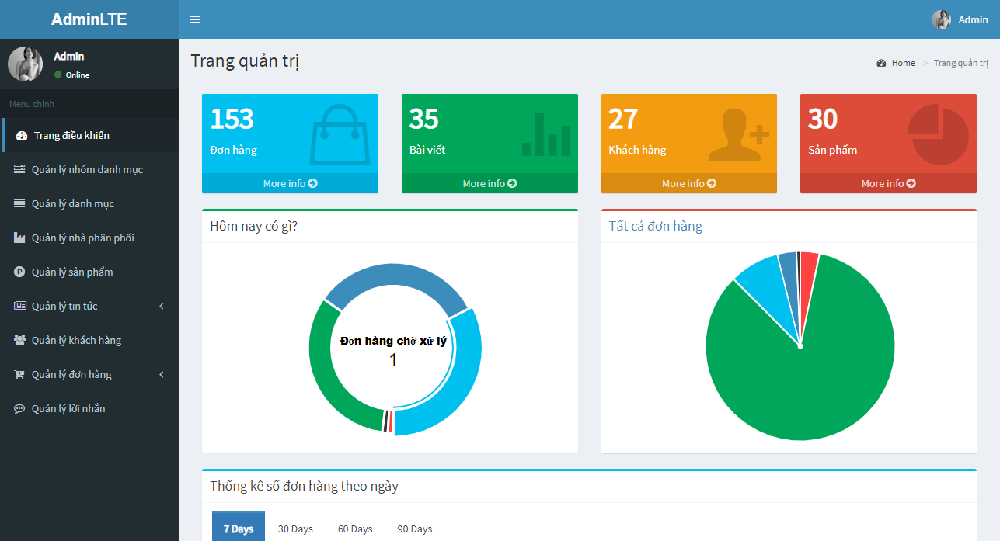 AdminLTE
Admin
Admin
Online
Menu chính
Trang điều khiển
Quản lý nhóm danh mục
Quản lý danh mục
Quản lý nhà phân phối
Quản lý sản phẩm
Quản lý tin tức
Quản lý khách hàng
Quản lý đơn hàng
Quản lý lời nhắn
Trang quản trị
Home > Trang quản trị
153
Đơn hàng
More info
35
Bài viết
More info
27
Khách hàng
More info
30
Sản phẩm
More info
Hôm nay có gì?
Đơn hàng chờ xử lý
1
Tất cả đơn hàng
Thống kê số đơn hàng theo ngày
7 Days 30 Days 60 Days 90 Days